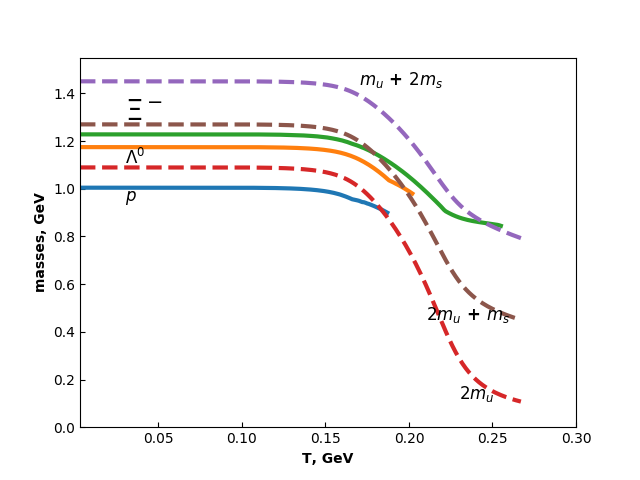 m_u + 2m_s
Ξ −
Λ⁰
p
2m_u + m_s
2m_u
masses, GeV
1.4
1.2
1.0
0.8
0.6
0.4
0.2
0.0
0.05 0.10 0.15 0.20 0.25 0.30
T, GeV